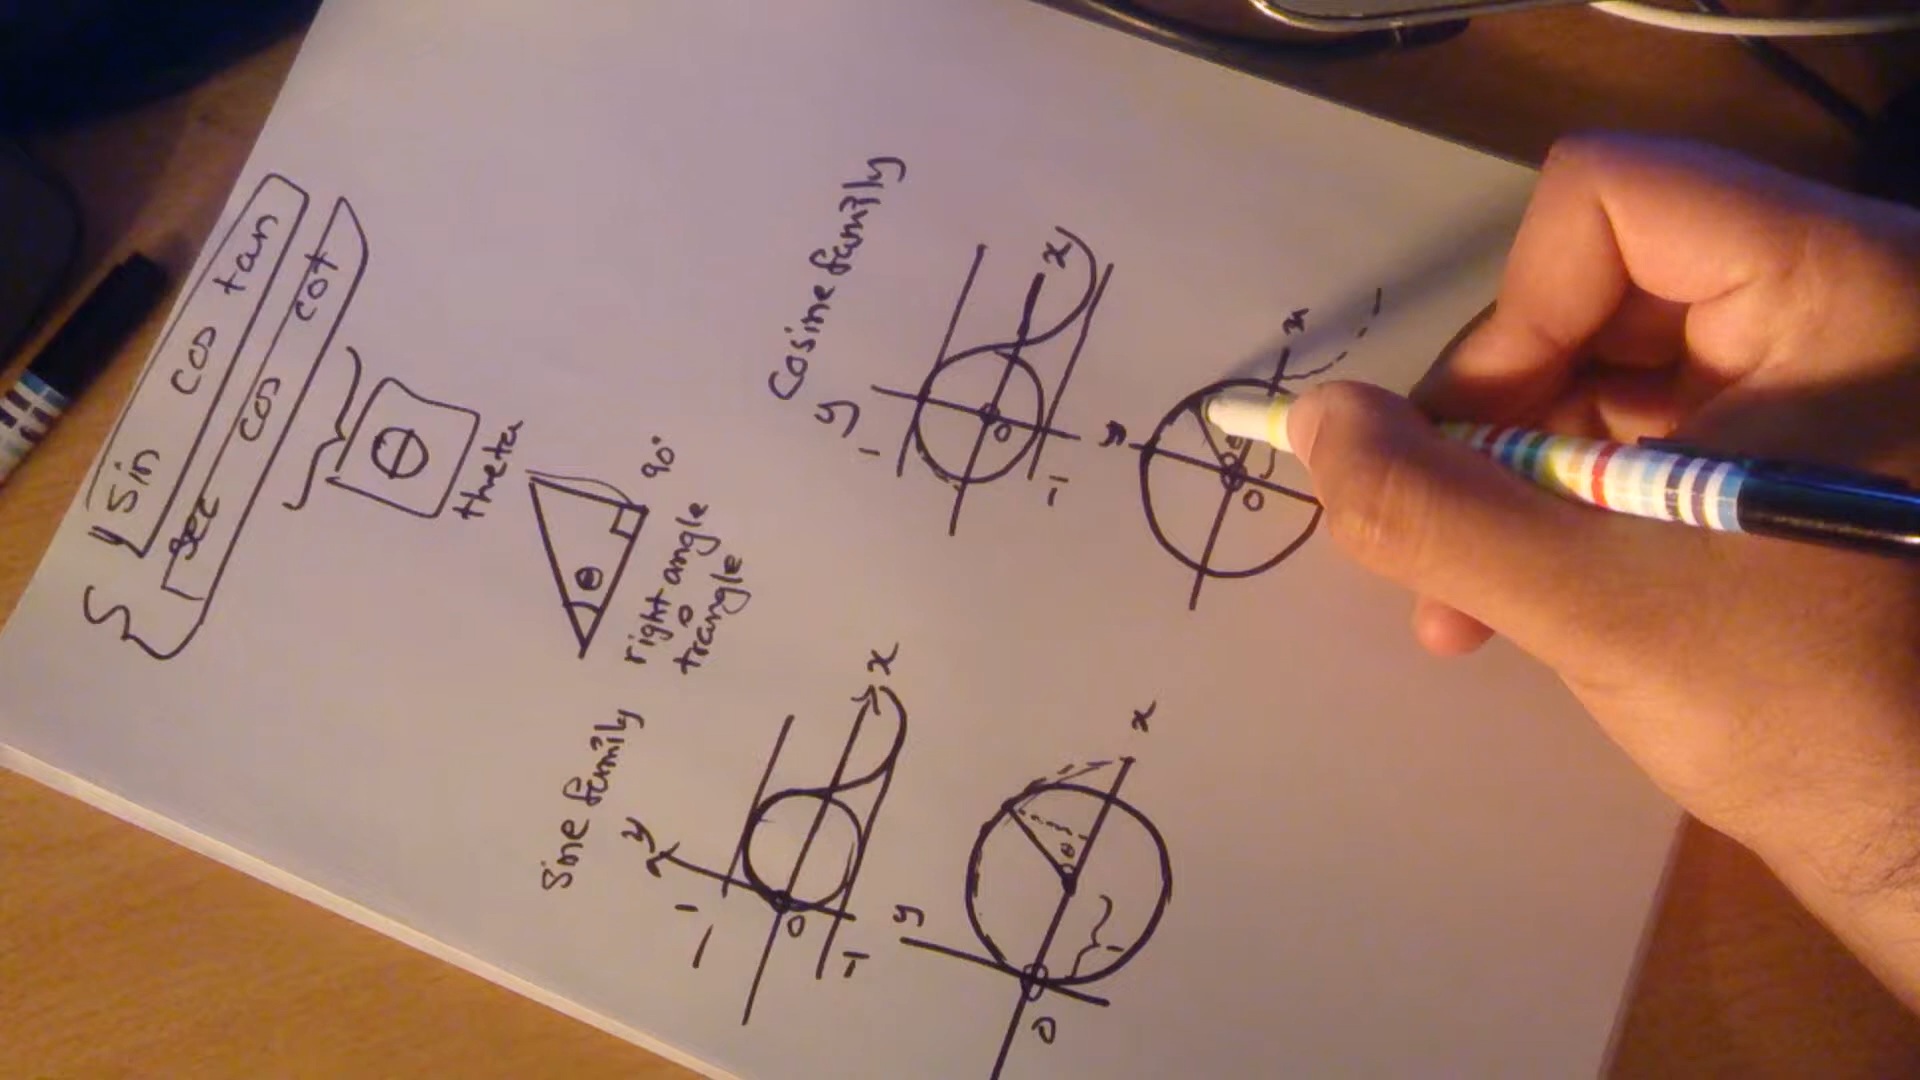 sin cos tan
sec cos cot
θ
theta
θ
90°
right angle
triangle
Sine family
y
1
x
0
-1
y
x
θ
1
0
Cosine family
y
1
x
0
-1
y
x
θ
0